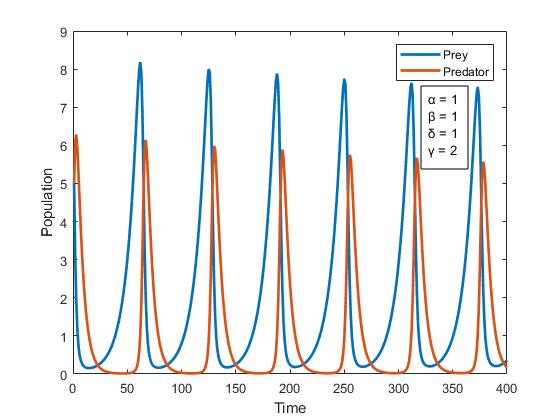 9
8
7
6
5
4
3
2
1
0
Population
0 50 100 150 200 250 300 350 400
Time
Prey
Predator
α = 1
β = 1
δ = 1
γ = 2